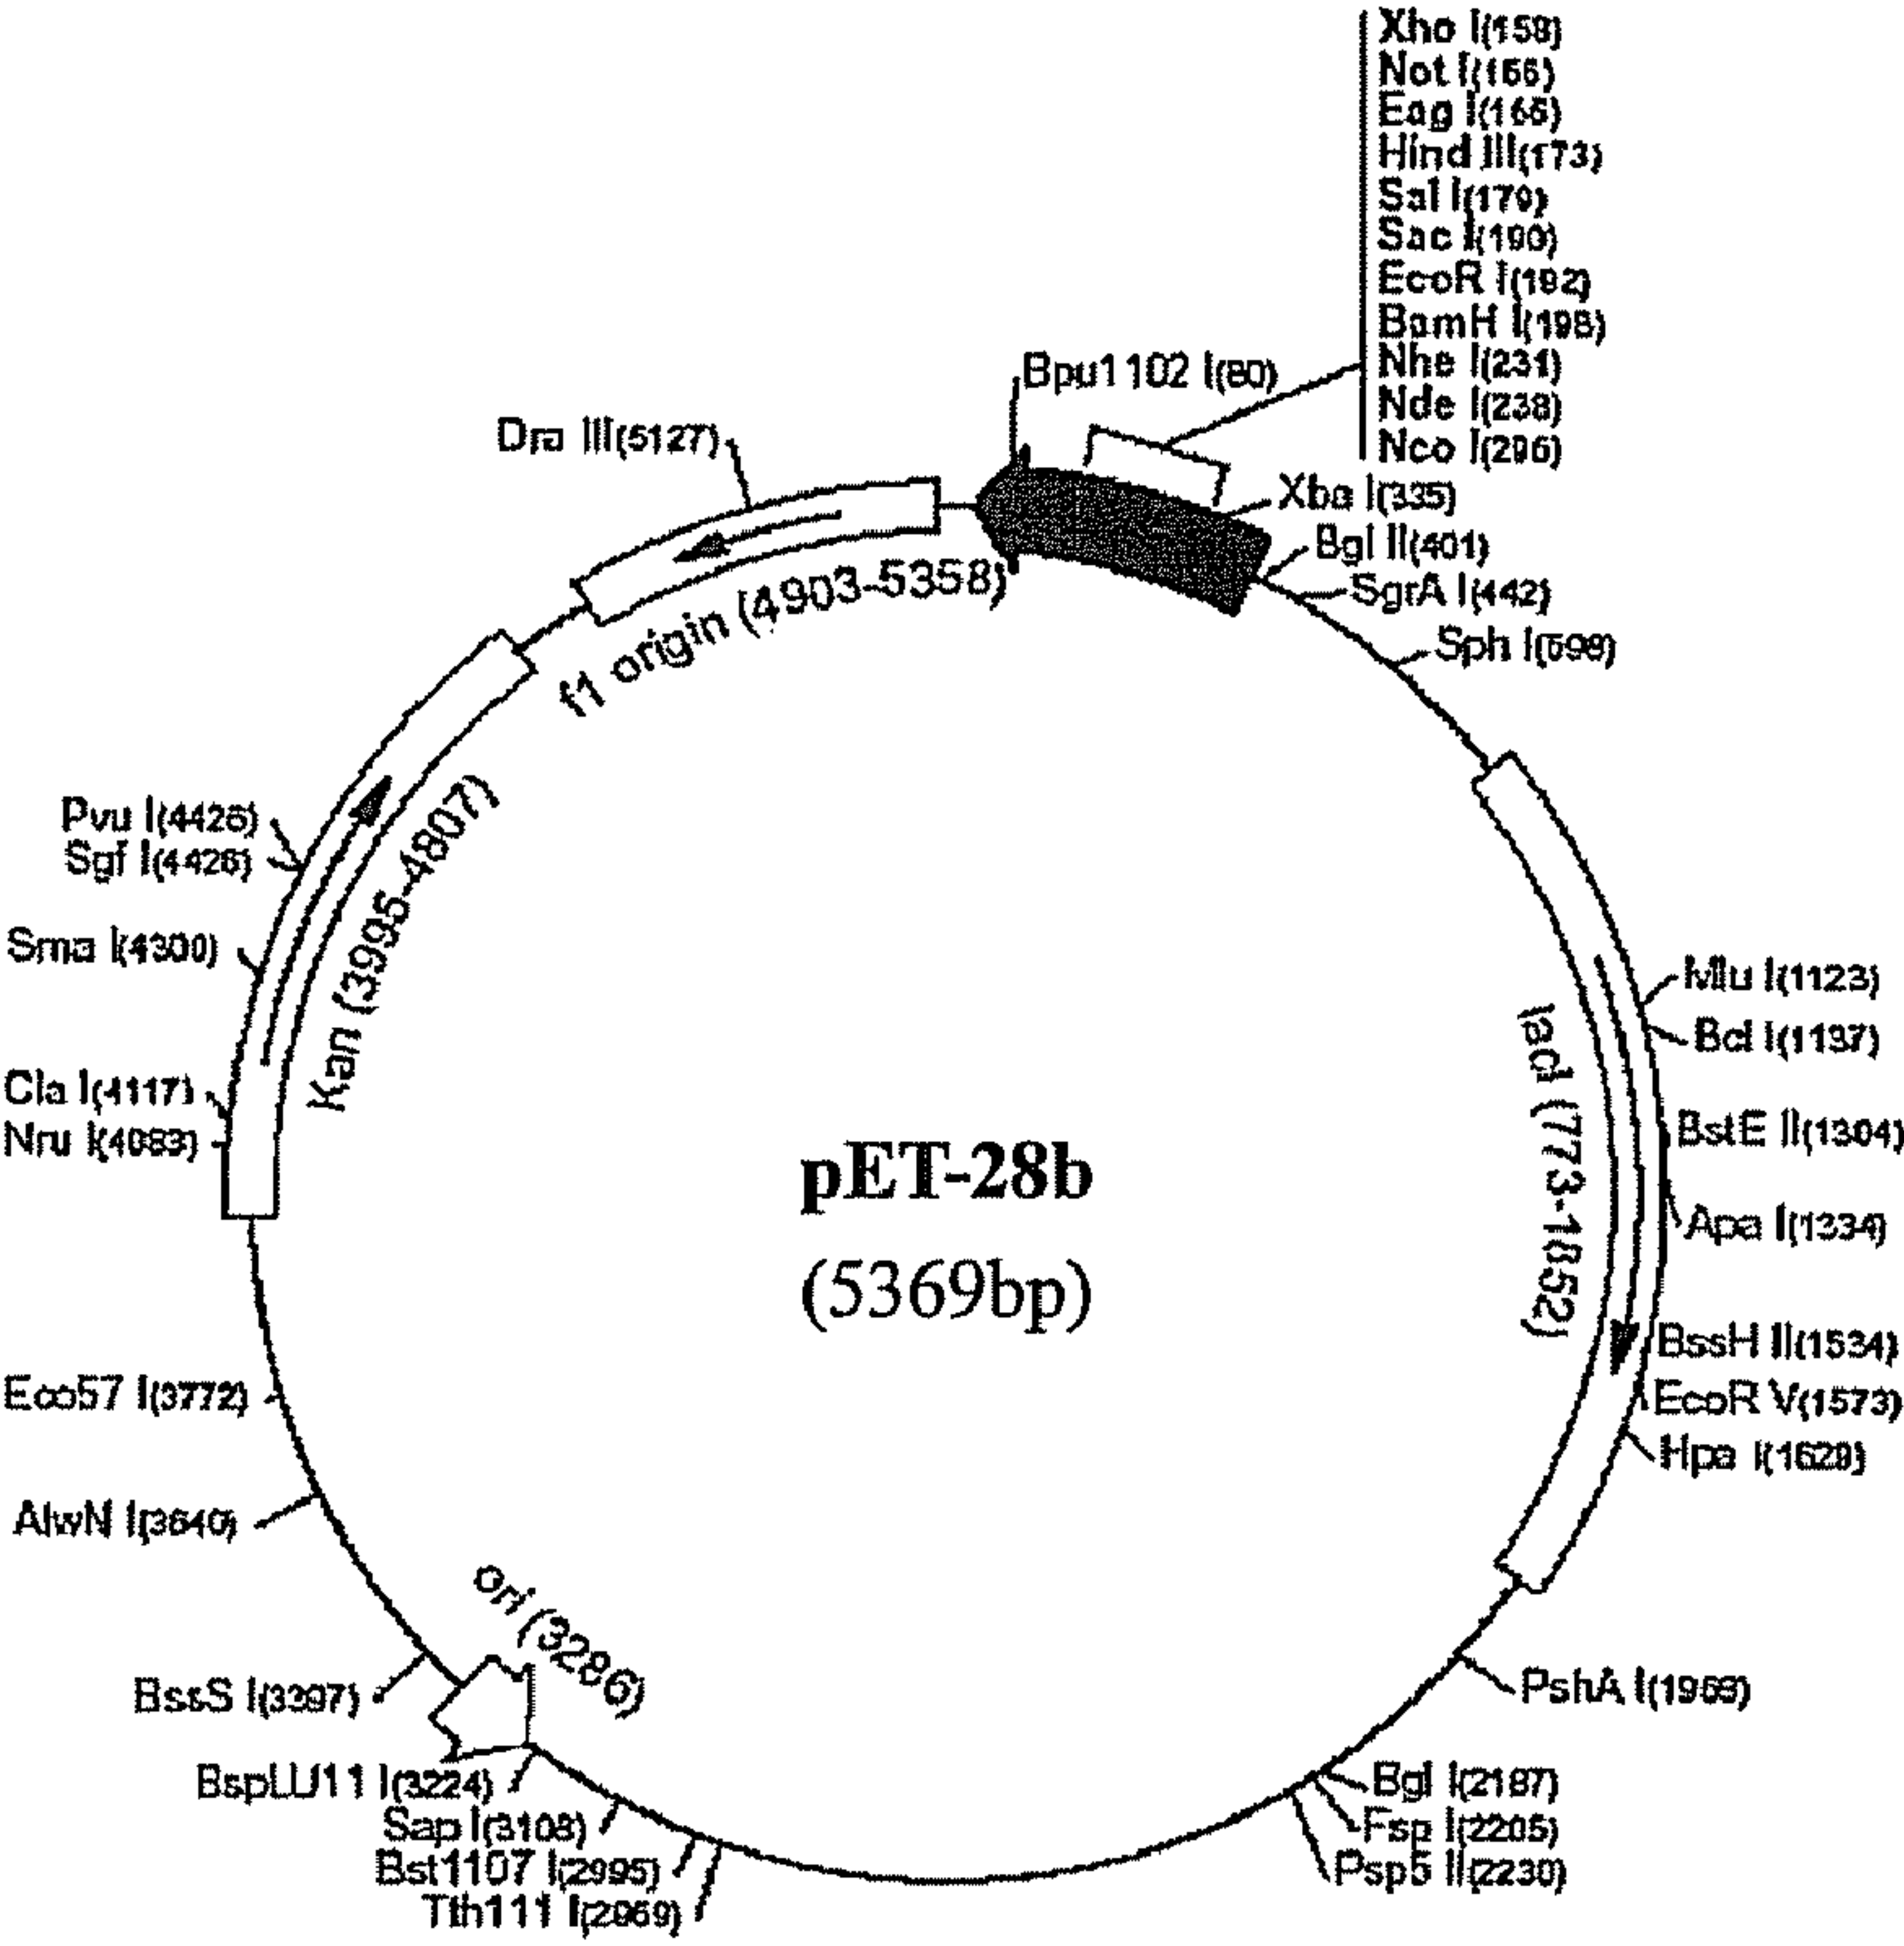 Xho I(158)
Not I(166)
Eag I(166)
Hind III(173)
Sal I(179)
Sac I(190)
EcoR I(192)
BamH I(198)
Nhe I(231)
Nde I(238)
Nco I(296)
Bpu1102 I(80)
Dra III(5127)
Xba I(335)
Bgl II(401)
SgrA I(442)
Sph I(598)
f1 origin (4903-5358)
Pvu I(4426)
Sgf I(4426)
Sma I(4300)
Kan (3995-4807)
Cla I(4117)
Nru I(4083)
Mlu I(1123)
Bcl I(1137)
lacI (773-1852)
BstE II(1304)
Apa I(1334)
pET-28b
(5369bp)
BssH II(1534)
EcoR V(1573)
Hpa I(1629)
Eco57 I(3772)
AlwN I(3640)
ori (3286)
BssS I(3397)
PshA I(1968)
BspLU11 I(3224)
Sap I(3108)
Bst1107 I(2995)
Tth111 I(2969)
Bgl I(2187)
Fsp I(2205)
Psp5 II(2230)